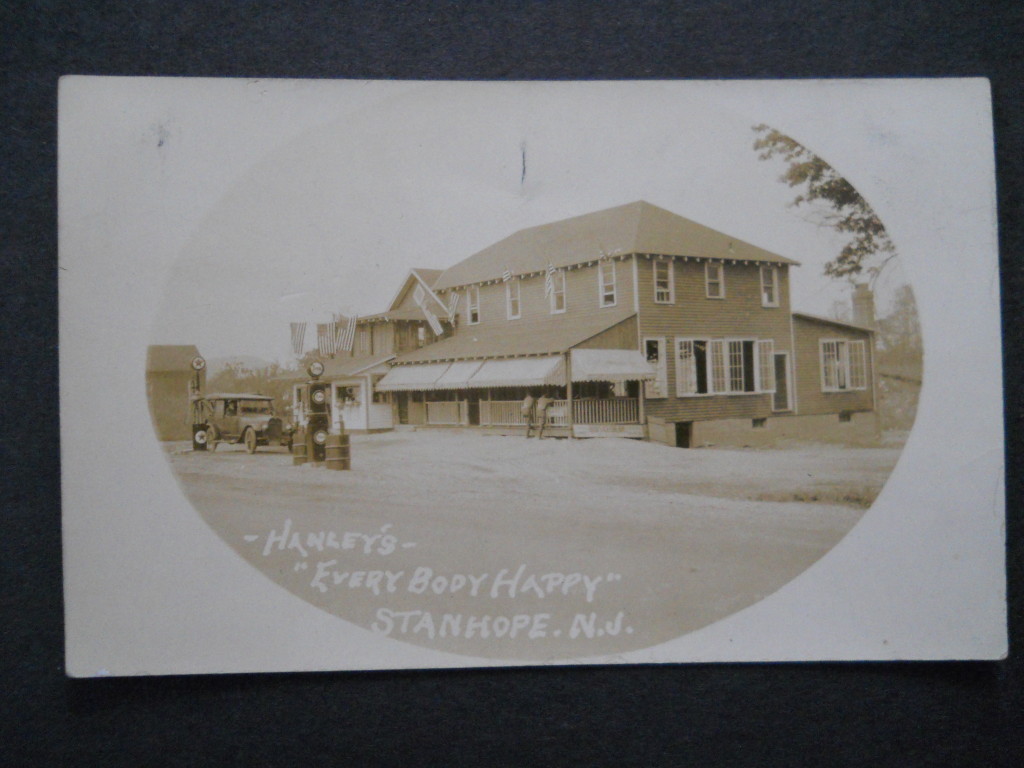 - HANLEY'S -
"EVERY BODY HAPPY"
STANHOPE. N.J.